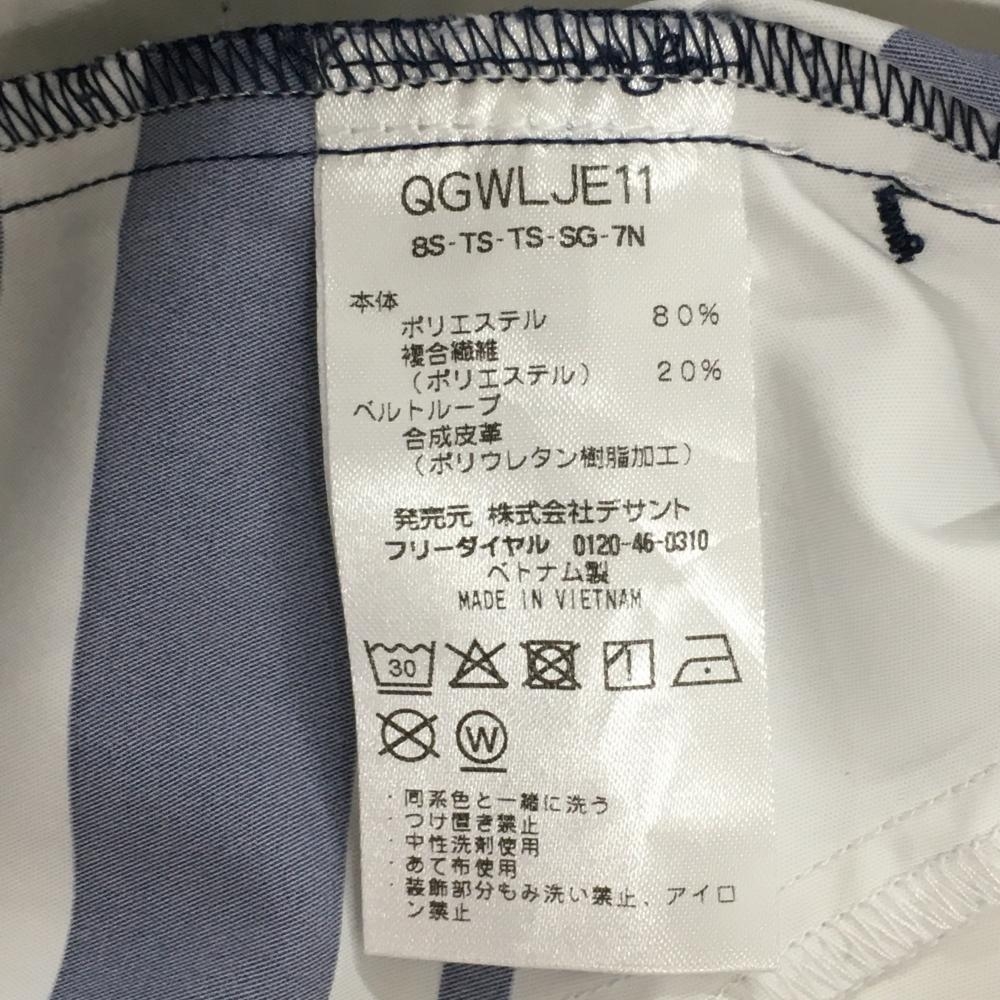 QGWLJE11
8S-TS-TS-SG-7N
本体
ポリエステル 80%
複合繊維
(ポリエステル) 20%
ベルトループ
合成皮革
(ポリウレタン樹脂加工)
発売元 株式会社デサント
フリーダイヤル 0120-46-0310
ベトナム製
MADE IN VIETNAM
30
W
・同系色と一緒に洗う
・つけ置き禁止
・中性洗剤使用
・あて布使用
・装飾部分もみ洗い禁止、アイロ
ン禁止